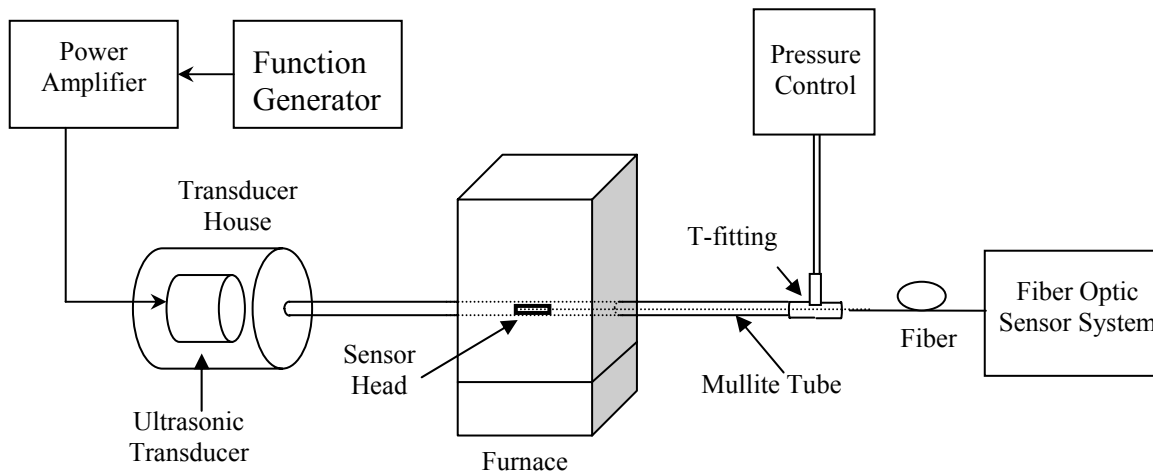 Power
Amplifier
Function
Generator
Pressure
Control
Transducer
House
T-fitting
Fiber Optic
Sensor System
Fiber
Sensor
Head
Mullite Tube
Ultrasonic
Transducer
Furnace